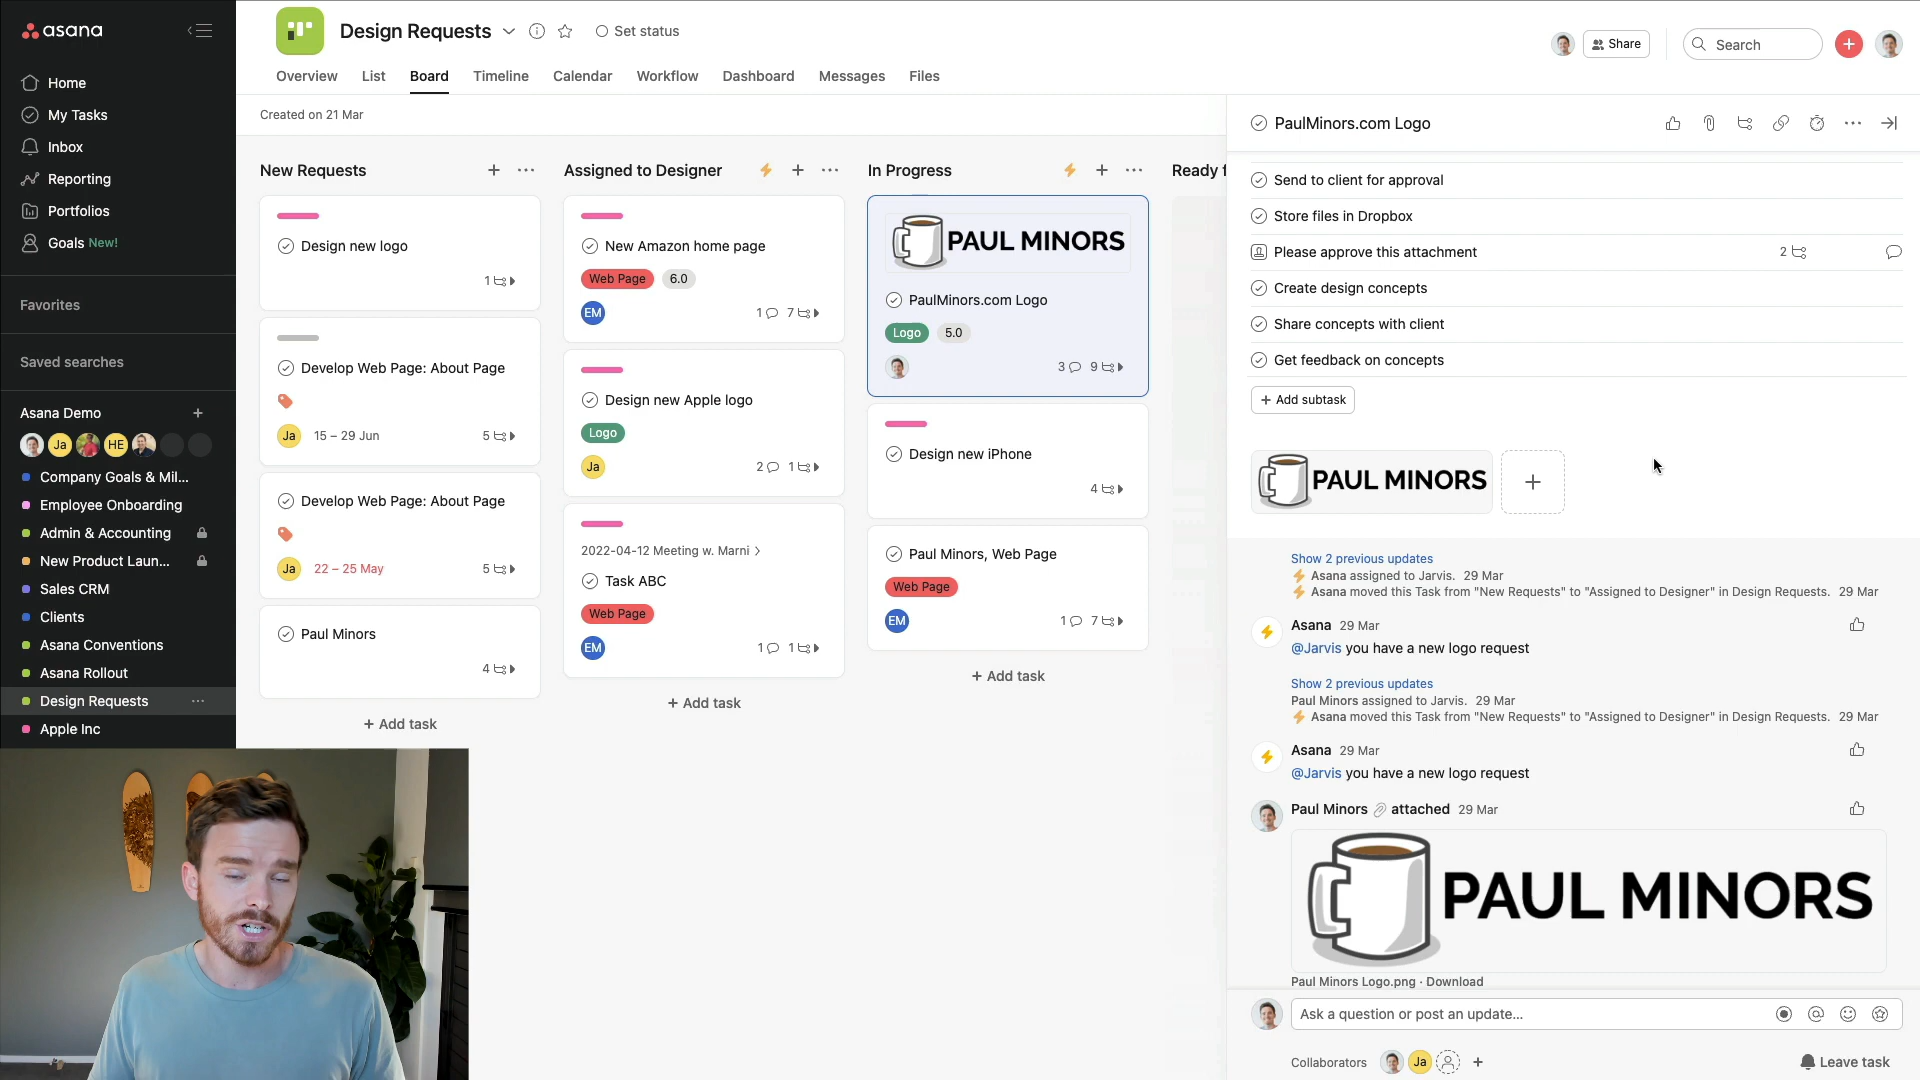 asana
Home
My Tasks
Inbox
Reporting
Portfolios
Goals New!
Favorites
Saved searches
Asana Demo
Ja HE
Company Goals & Mil...
Employee Onboarding
Admin & Accounting
New Product Laun...
Sales CRM
Clients
Asana Conventions
Asana Rollout
Design Requests
Apple Inc
Design Requests
Set status
Share
Search
Overview List Board Timeline Calendar Workflow Dashboard Messages Files
Created on 21 Mar
New Requests
Design new logo
1
Develop Web Page: About Page
Ja 15 – 29 Jun 5
Develop Web Page: About Page
Ja 22 – 25 May 5
Paul Minors
4
+ Add task
Assigned to Designer
New Amazon home page
Web Page 6.0
EM 1 7
Design new Apple logo
Logo
Ja 2 1
2022-04-12 Meeting w. Marni >
Task ABC
Web Page
EM 1 1
+ Add task
In Progress
PAUL MINORS
PaulMinors.com Logo
Logo 5.0
3 9
Design new iPhone
4
Paul Minors, Web Page
Web Page
EM 1 7
+ Add task
Ready f
PaulMinors.com Logo
Send to client for approval
Store files in Dropbox
Please approve this attachment 2
Create design concepts
Share concepts with client
Get feedback on concepts
+ Add subtask
PAUL MINORS
Show 2 previous updates
Asana assigned to Jarvis. 29 Mar
Asana moved this Task from "New Requests" to "Assigned to Designer" in Design Requests. 29 Mar
Asana 29 Mar
@Jarvis you have a new logo request
Show 2 previous updates
Paul Minors assigned to Jarvis. 29 Mar
Asana moved this Task from "New Requests" to "Assigned to Designer" in Design Requests. 29 Mar
Asana 29 Mar
@Jarvis you have a new logo request
Paul Minors attached 29 Mar
PAUL MINORS
Paul Minors Logo.png · Download
Ask a question or post an update...
Collaborators Ja + Leave task